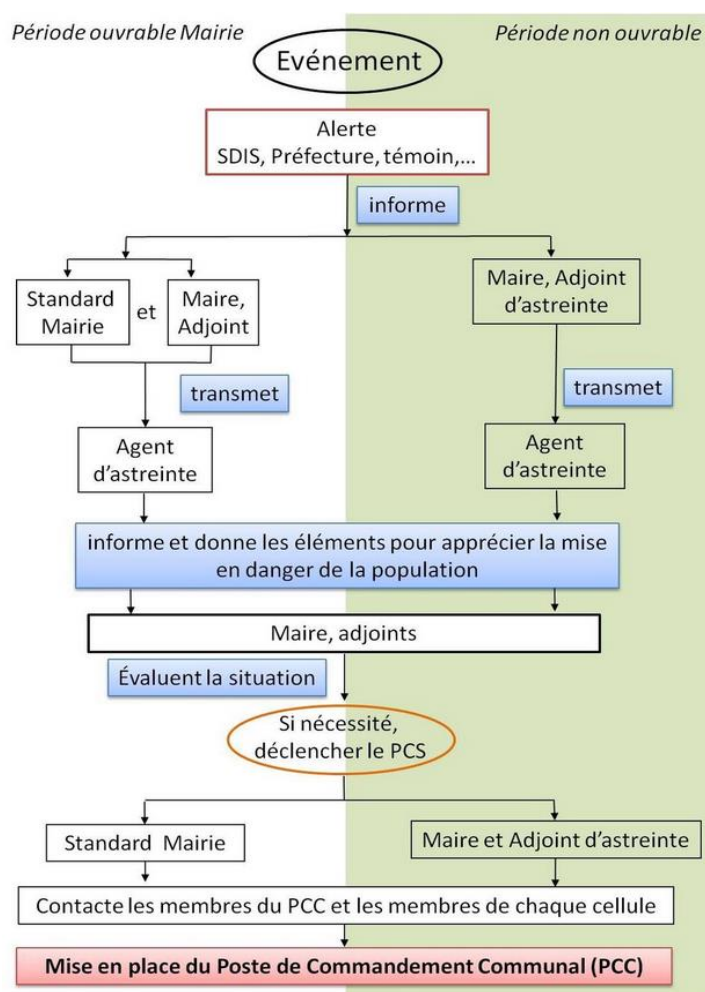 Période ouvrable Mairie
Période non ouvrable
Evénement
Alerte
SDIS, Préfecture, témoin,...
informe
Standard
Mairie
et
Maire,
Adjoint
Maire, Adjoint
d'astreinte
transmet
transmet
Agent
d'astreinte
Agent
d'astreinte
informe et donne les éléments pour apprécier la mise
en danger de la population
Maire, adjoints
Évaluent la situation
Si nécessité,
déclencher le PCS
Standard Mairie
Maire et Adjoint d'astreinte
Contacte les membres du PCC et les membres de chaque cellule
Mise en place du Poste de Commandement Communal (PCC)